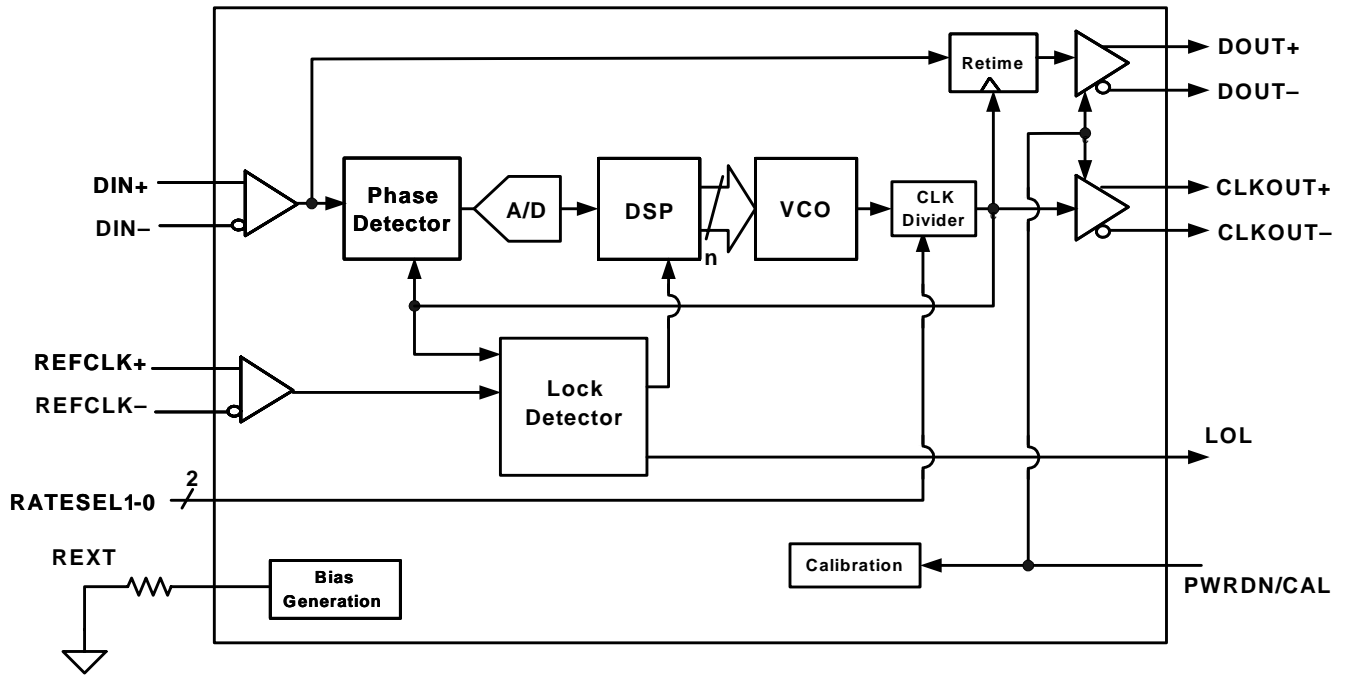 DOUT+
Retime
DOUT–
DIN+
Phase
Detector
A/D
DSP
n
VCO
CLK
Divider
CLKOUT+
DIN–
CLKOUT–
REFCLK+
REFCLK–
Lock
Detector
LOL
2
RATESEL1-0
REXT
Bias
Generation
Calibration
PWRDN/CAL